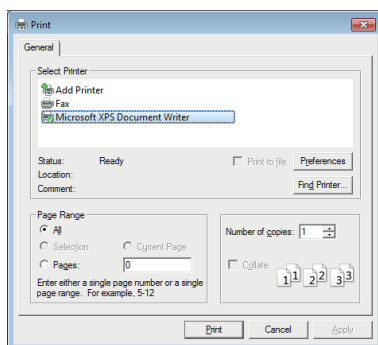 Print
General
Select Printer
Add Printer
Fax
Microsoft XPS Document Writer
Status: Ready
Print to file
Preferences
Location:
Comment:
Find Printer...
Page Range
All
Selection
Current Page
Pages:
0
Enter either a single page number or a single
page range. For example, 5-12
Number of copies:
1
Collate
1 1 2 2 3 3
Print
Cancel
Apply